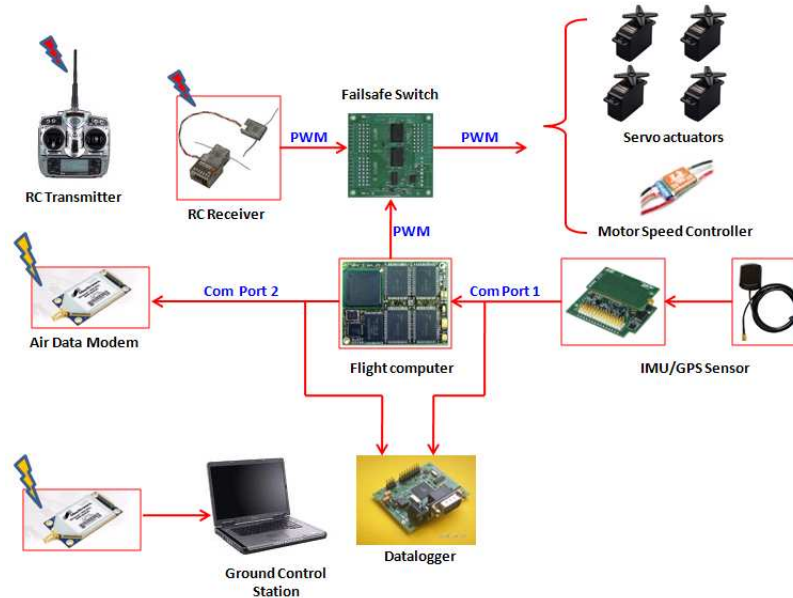 Failsafe Switch
PWM
PWM
Servo actuators
RC Transmitter
RC Receiver
PWM
Motor Speed Controller
Com Port 2
Com Port 1
Air Data Modem
Flight computer
IMU/GPS Sensor
Ground Control
Station
Datalogger